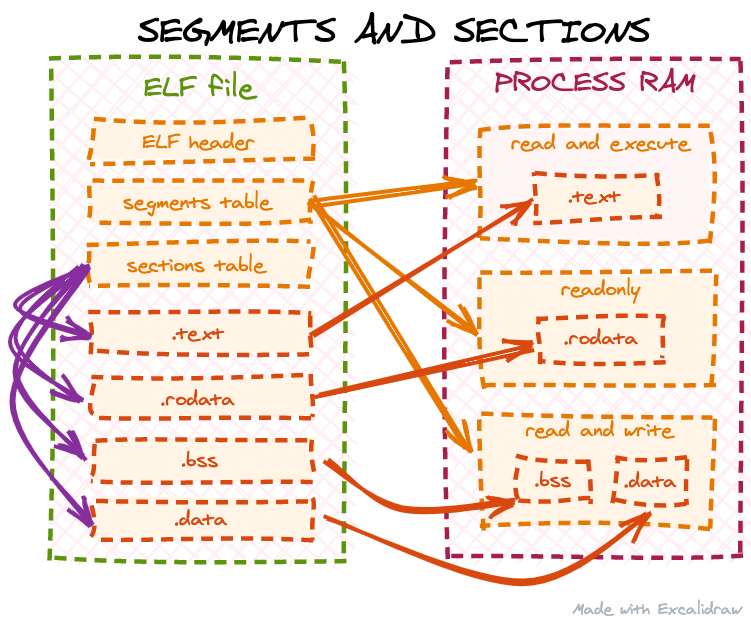 SEGMENTS AND SECTIONS
ELF file
ELF header
segments table
sections table
.text
.rodata
.bss
.data
PROCESS RAM
read and execute
.text
readonly
.rodata
read and write
.bss
.data
Made with Excalidraw